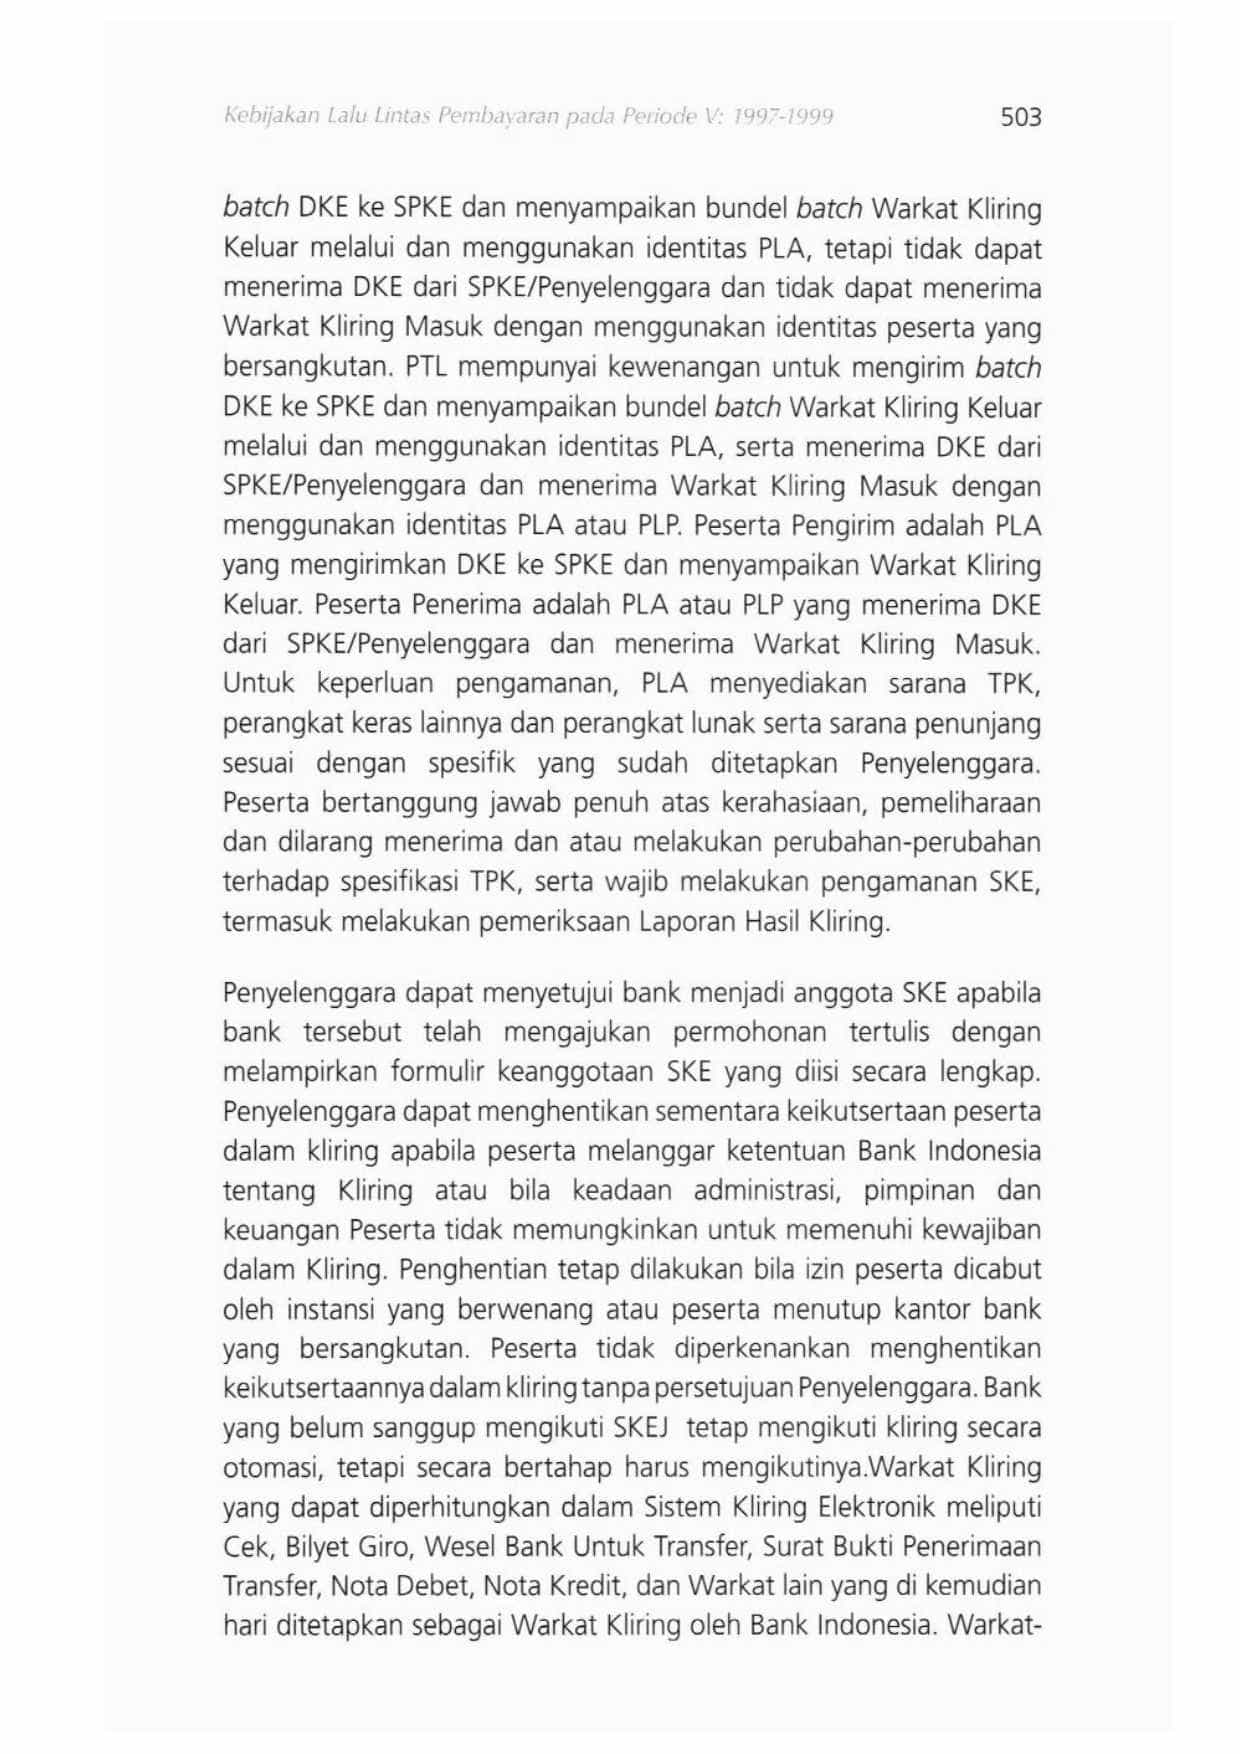 Kebijakan Lalu Lintas Pembayaran pada Periode V: 1997-1999 503
batch DKE ke SPKE dan menyampaikan bundel batch Warkat Kliring
Keluar melalui dan menggunakan identitas PLA, tetapi tidak dapat
menerima DKE dari SPKE/Penyelenggara dan tidak dapat menerima
Warkat Kliring Masuk dengan menggunakan identitas peserta yang
bersangkutan. PTL mempunyai kewenangan untuk mengirim batch
DKE ke SPKE dan menyampaikan bundel batch Warkat Kliring Keluar
melalui dan menggunakan identitas PLA, serta menerima DKE dari
SPKE/Penyelenggara dan menerima Warkat Kliring Masuk dengan
menggunakan identitas PLA atau PLP. Peserta Pengirim adalah PLA
yang mengirimkan DKE ke SPKE dan menyampaikan Warkat Kliring
Keluar. Peserta Penerima adalah PLA atau PLP yang menerima DKE
dari SPKE/Penyelenggara dan menerima Warkat Kliring Masuk.
Untuk keperluan pengamanan, PLA menyediakan sarana TPK,
perangkat keras lainnya dan perangkat lunak serta sarana penunjang
sesuai dengan spesifik yang sudah ditetapkan Penyelenggara.
Peserta bertanggung jawab penuh atas kerahasiaan, pemeliharaan
dan dilarang menerima dan atau melakukan perubahan-perubahan
terhadap spesifikasi TPK, serta wajib melakukan pengamanan SKE,
termasuk melakukan pemeriksaan Laporan Hasil Kliring.
Penyelenggara dapat menyetujui bank menjadi anggota SKE apabila
bank tersebut telah mengajukan permohonan tertulis dengan
melampirkan formulir keanggotaan SKE yang diisi secara lengkap.
Penyelenggara dapat menghentikan sementara keikutsertaan peserta
dalam kliring apabila peserta melanggar ketentuan Bank Indonesia
tentang Kliring atau bila keadaan administrasi, pimpinan dan
keuangan Peserta tidak memungkinkan untuk memenuhi kewajiban
dalam Kliring. Penghentian tetap dilakukan bila izin peserta dicabut
oleh instansi yang berwenang atau peserta menutup kantor bank
yang bersangkutan. Peserta tidak diperkenankan menghentikan
keikutsertaannya dalam kliring tanpa persetujuan Penyelenggara. Bank
yang belum sanggup mengikuti SKEJ tetap mengikuti kliring secara
otomasi, tetapi secara bertahap harus mengikutinya.Warkat Kliring
yang dapat diperhitungkan dalam Sistem Kliring Elektronik meliputi
Cek, Bilyet Giro, Wesel Bank Untuk Transfer, Surat Bukti Penerimaan
Transfer, Nota Debet, Nota Kredit, dan Warkat lain yang di kemudian
hari ditetapkan sebagai Warkat Kliring oleh Bank Indonesia. Warkat-